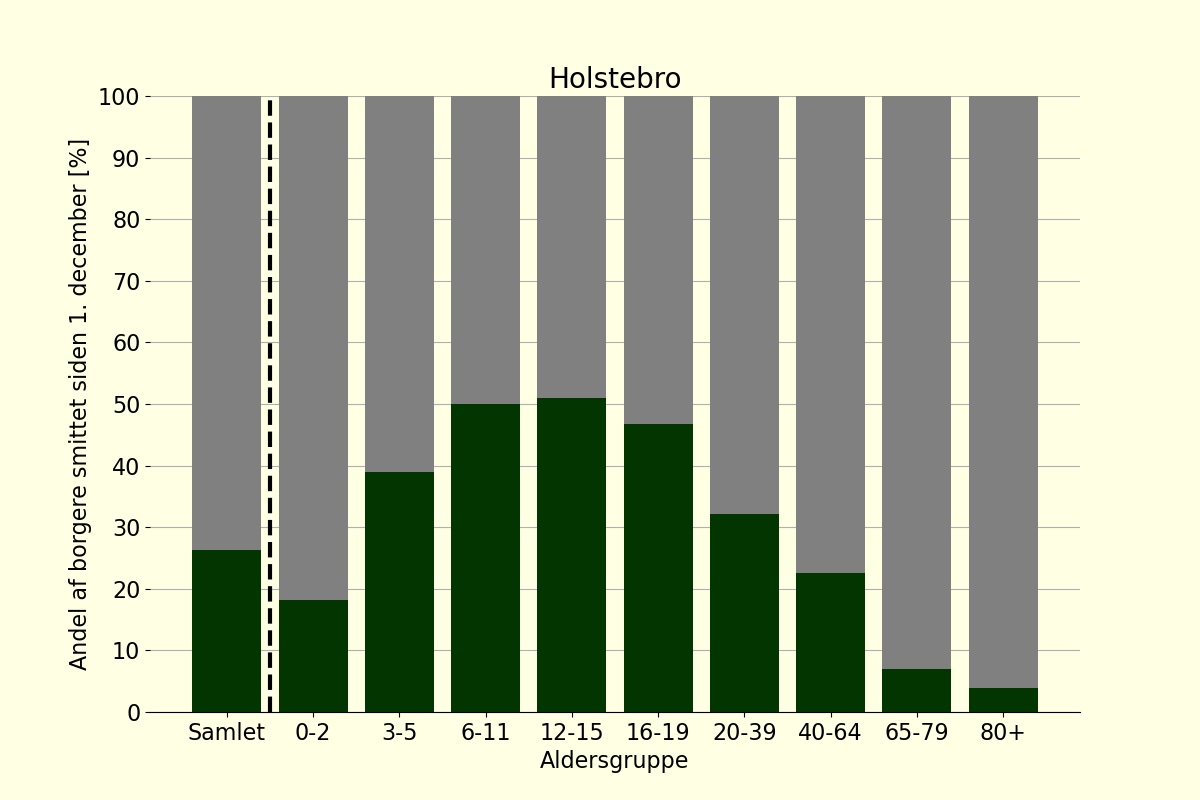 Holstebro
Andel af borgere smittet siden 1. december [%]
100
90
80
70
60
50
40
30
20
10
0
Samlet 0-2 3-5 6-11 12-15 16-19 20-39 40-64 65-79 80+
Aldersgruppe